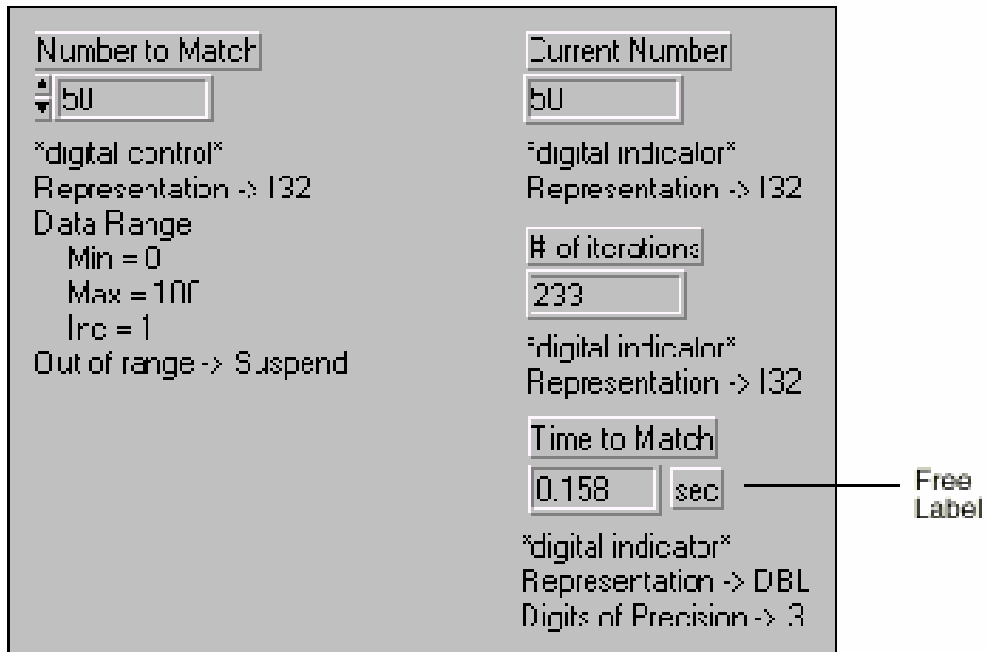 Number to Match
50
*digital control*
Representation -> I32
Data Range
Min = 0
Max = 100
Inc = 1
Out of range -> Suspend
Current Number
50
*digital indicator*
Representation -> I32
# of iterations
233
*digital indicator*
Representation -> I32
Time to Match
0.158 sec
*digital indicator*
Representation -> DBL
Digits of Precision -> 3
Free
Label